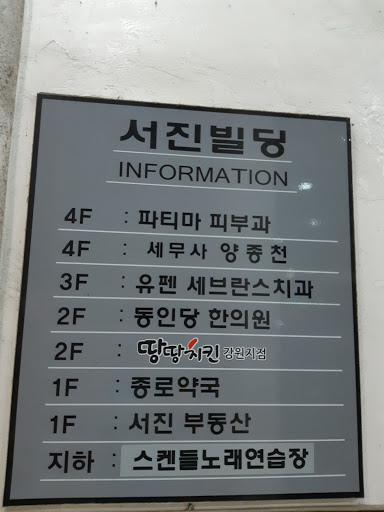 서진빌딩
INFORMATION
4F : 파티마 피부과
4F : 세무사 양종천
3F : 유펜 세브란스치과
2F : 동인당 한의원
2F : 땅땅치킨 강원지점
1F : 종로약국
1F : 서진 부동산
지하 : 스켄들노래연습장